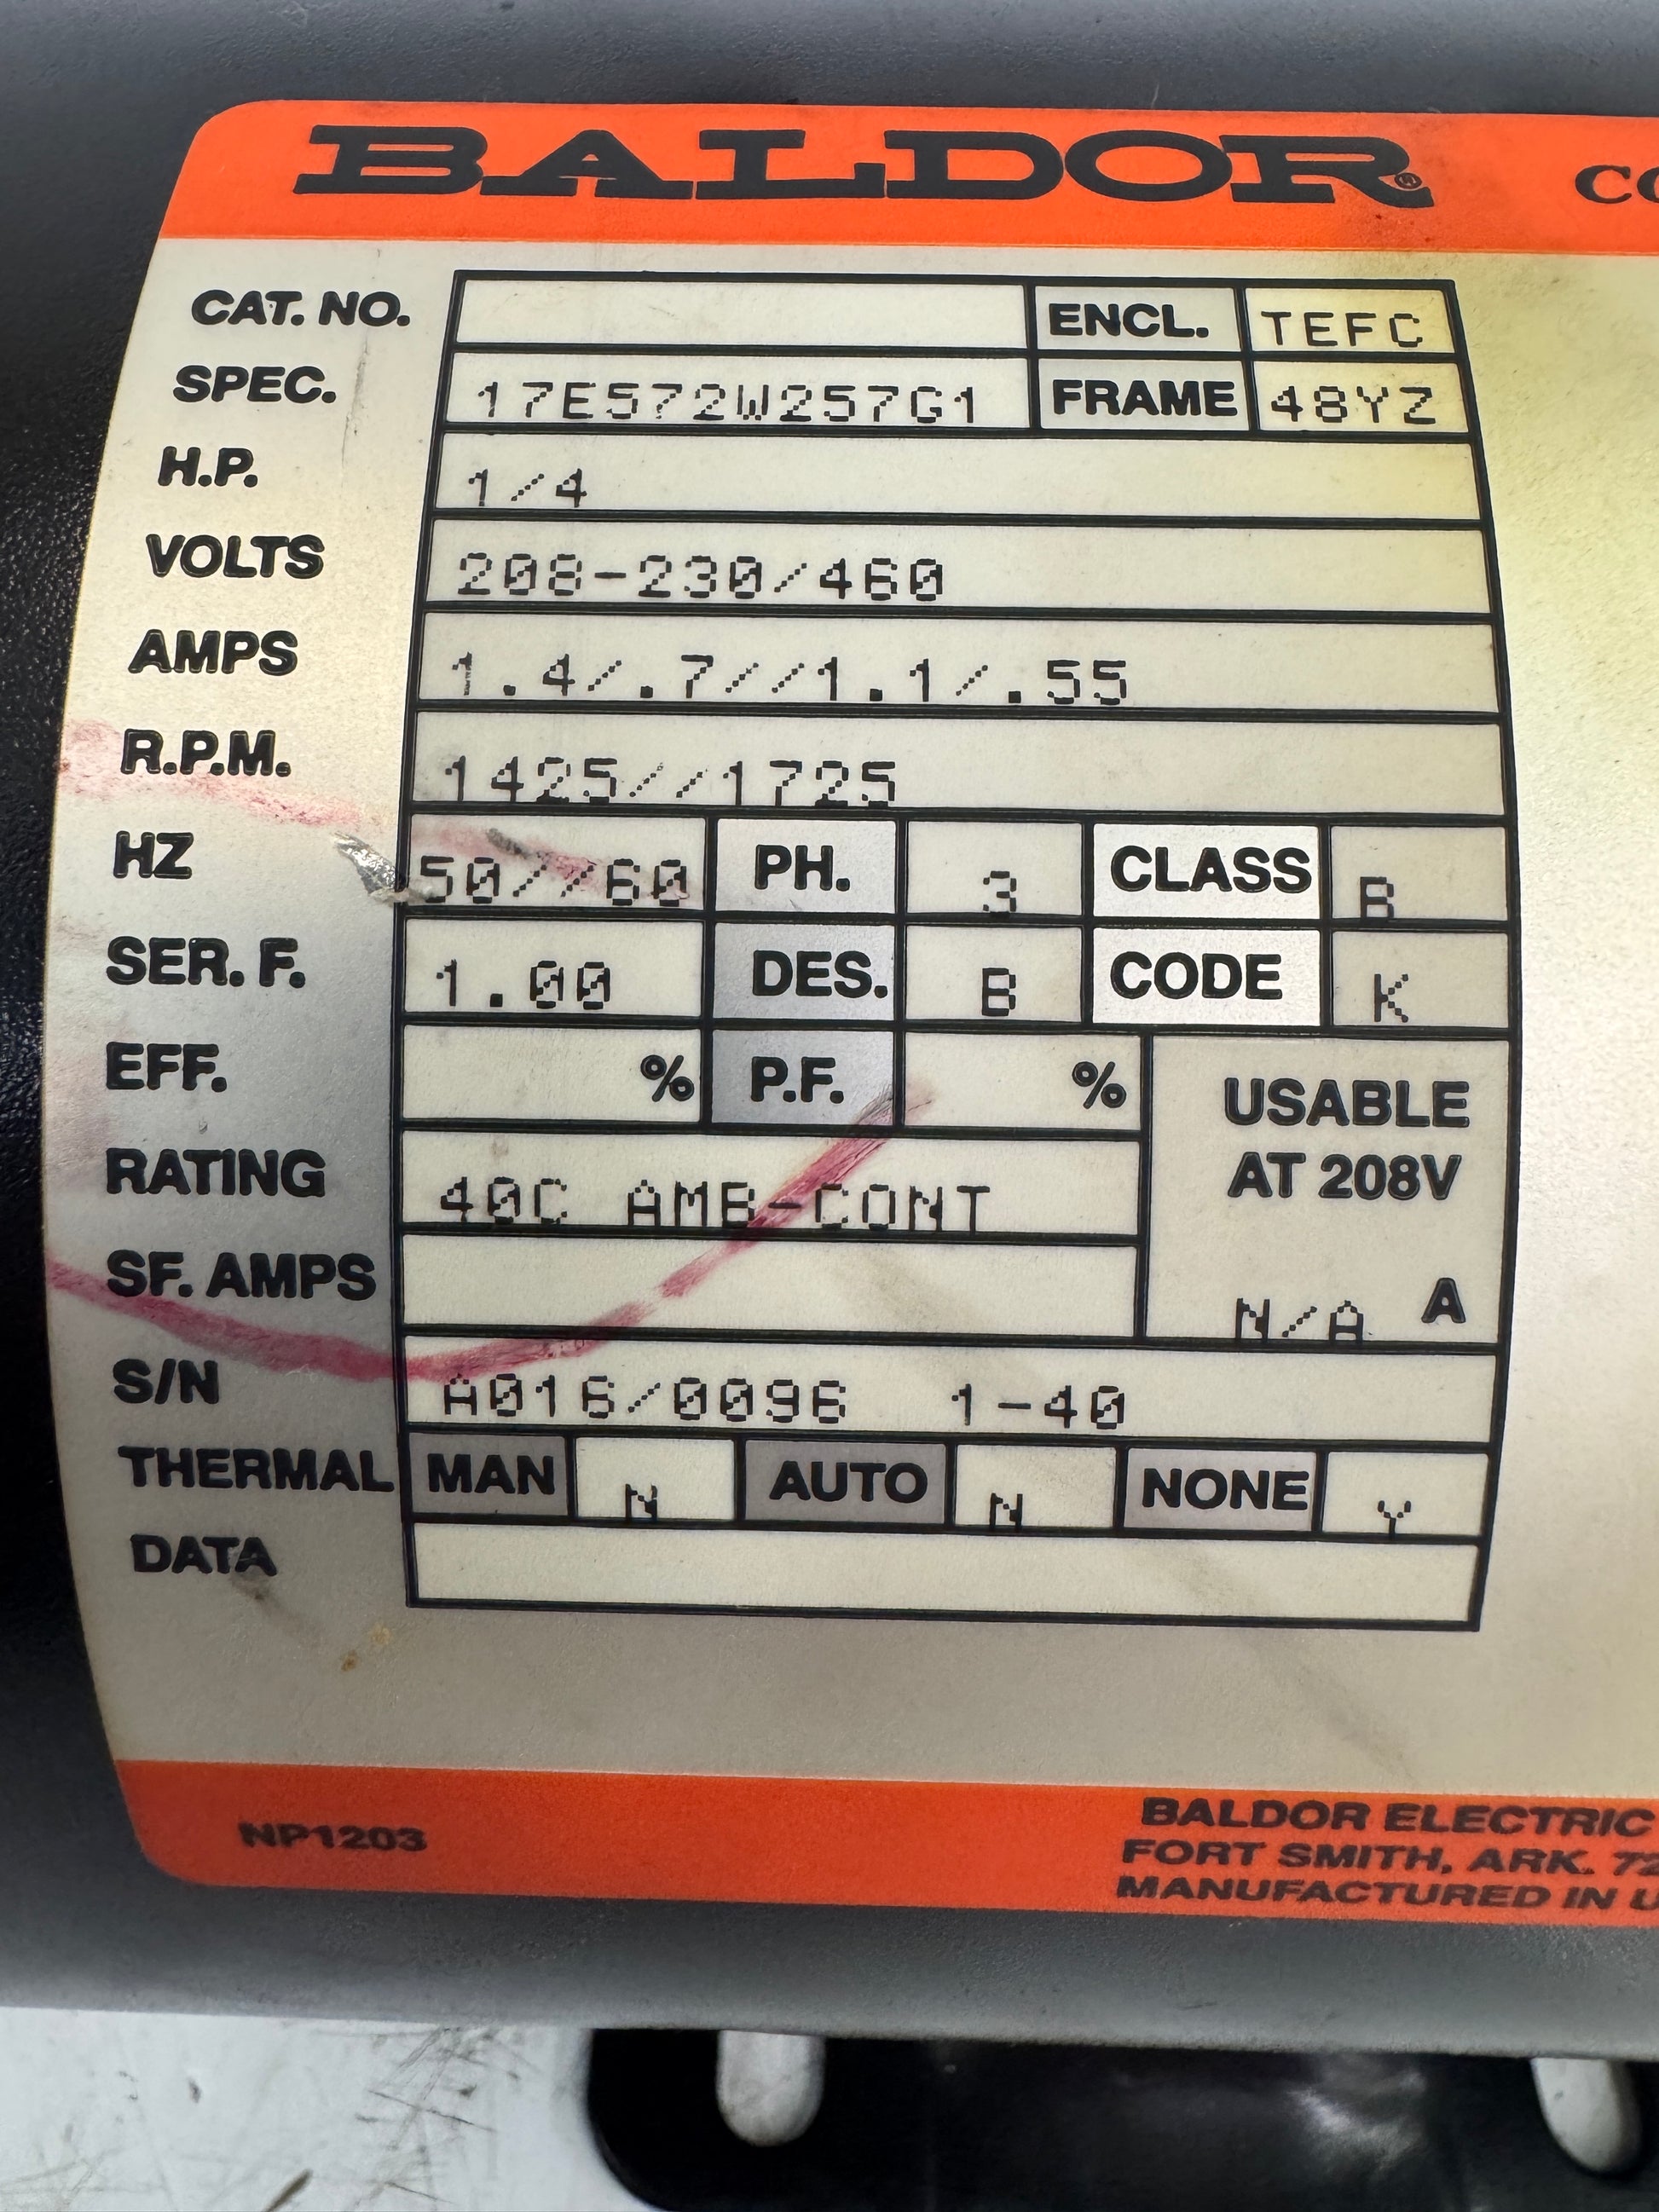 BALDOR®
CAT. NO. ENCL. TEFC
SPEC. 17E572W257G1 FRAME 48YZ
H.P. 1/4
VOLTS 208-230/460
AMPS 1.4/.7//1.1/.55
R.P.M. 1425//1725
HZ 50//60 PH. 3 CLASS B
SER. F. 1.00 DES. B CODE K
EFF. % P.F. %
USABLE
AT 208V
RATING 40C AMB-CONT
SF. AMPS N/A A
S/N A016/0096 1-40
THERMAL MAN N AUTO N NONE Y
DATA
NP1203
BALDOR ELECTRIC
FORT SMITH, ARK.
MANUFACTURED IN